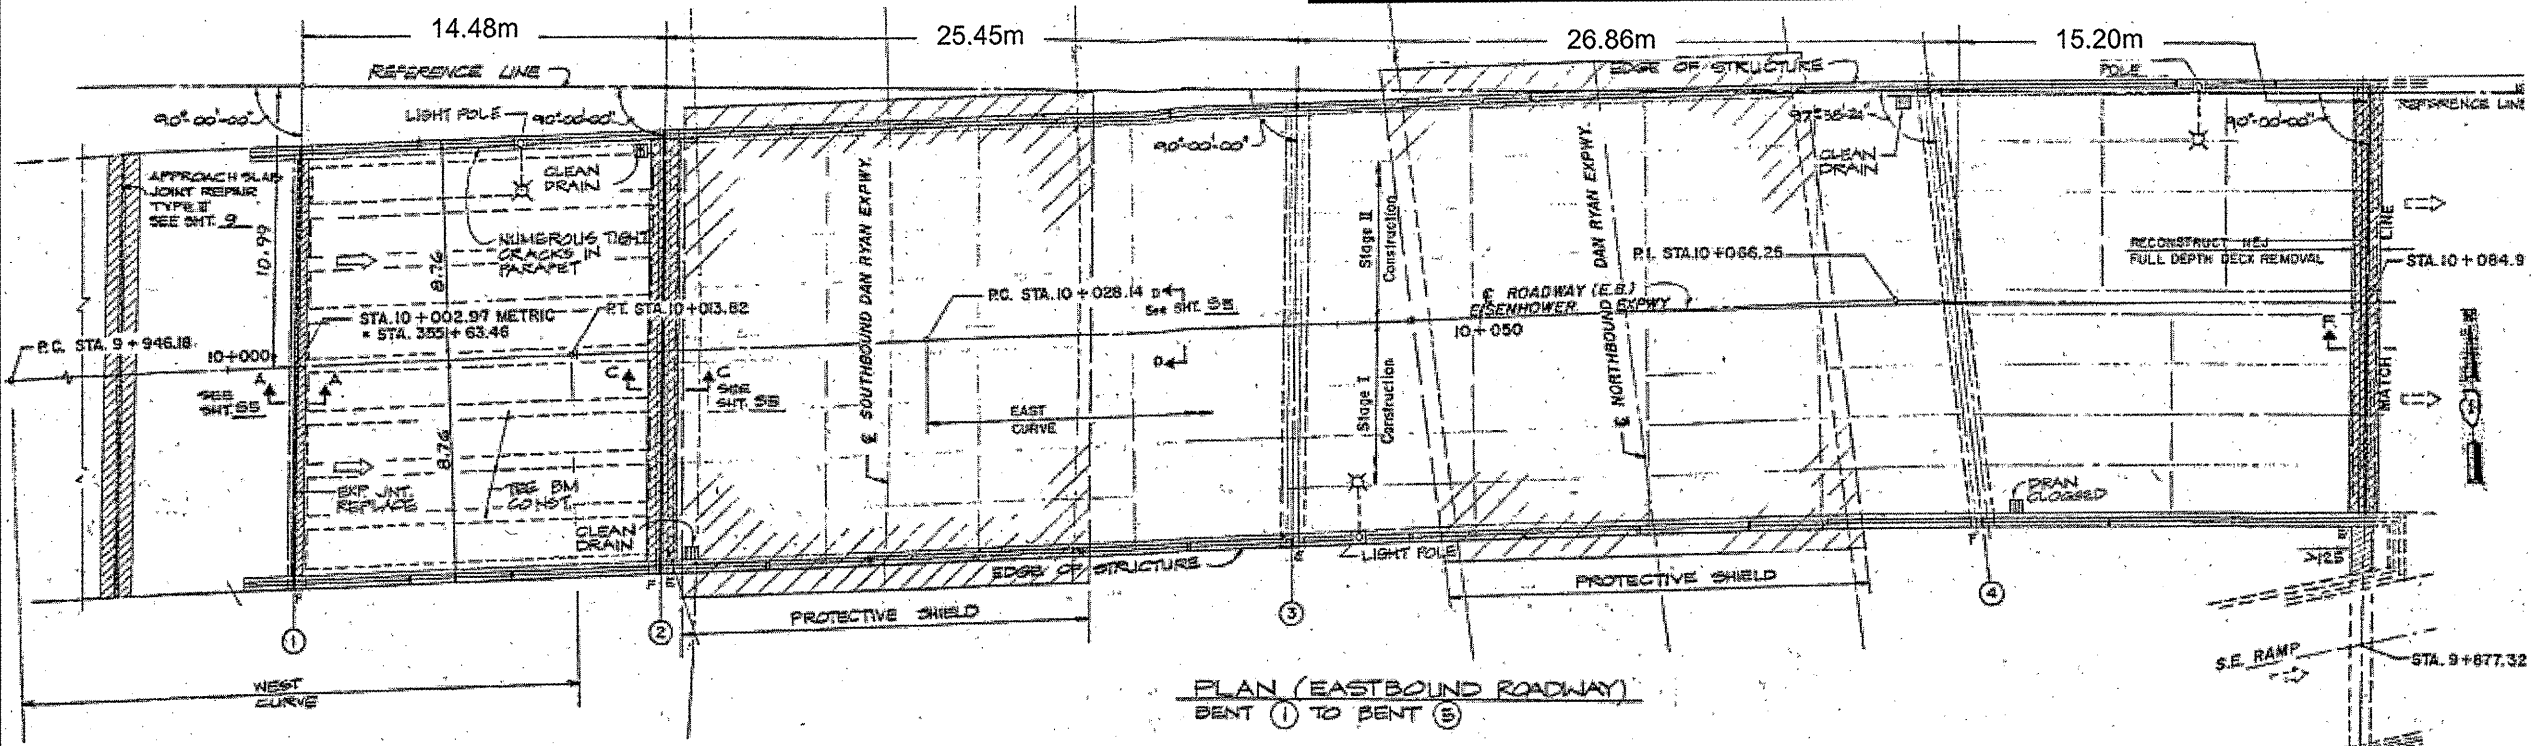 14.48m
25.45m
26.86m
15.20m
REFERENCE LINE
EDGE OF STRUCTURE
POLE
REFERENCE LINE
90°-00'-00"
LIGHT POLE
90°-00'-00"
90°-00'-00"
97°-36-21"
90°-00'-00"
APPROACH SLAB
JOINT REPAIR
TYPE II
SEE SHT. 9
CLEAN
DRAIN
CLEAN
DRAIN
10.99
8.76
NUMEROUS TIGHT
CRACKS IN
PARAPET
℄ SOUTHBOUND DAN RYAN EXPWY.
Stage II
Construction
℄ NORTHBOUND DAN RYAN EXPWY.
P.I. STA.10+066.25
RECONSTRUCT NEJ
FULL DEPTH DECK REMOVAL
MATCH LINE
STA.10+084.9
STA.10+002.97 METRIC
= STA. 355+63.46
P.T. STA.10+013.82
P.C. STA.10+028.14
D
See SHT. 55
℄ ROADWAY (E.B.)
EISENHOWER EXPWY
10+050
P.C. STA. 9+946.18
10+000
A
A
SEE
SHT. 55
C
C
SEE
SHT. 55
D
EAST
CURVE
Stage I
Construction
8.76
EXP. JNT.
REPLACE
TEE BM
CONST.
CLEAN
DRAIN
DRAN
CLOGGED
LIGHT POLE
EDGE OF STRUCTURE
PROTECTIVE SHIELD
PROTECTIVE SHIELD
F
F
E
E
F
E
1
2
3
4
>125
S.E. RAMP
STA. 9+877.32
WEST
CURVE
PLAN (EASTBOUND ROADWAY)
BENT 1 TO BENT 5